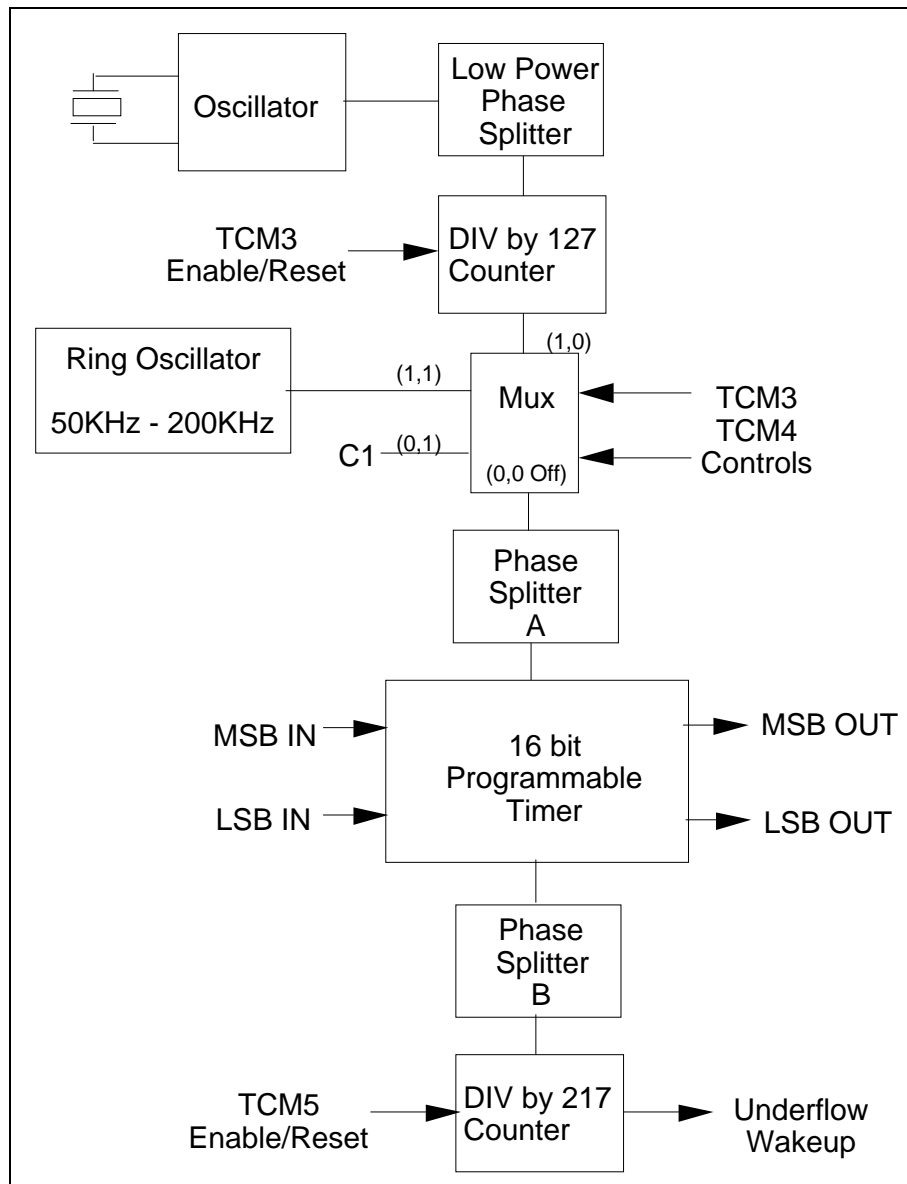 Oscillator
Low Power
Phase
Splitter
TCM3
Enable/Reset
DIV by 127
Counter
(1,0)
Ring Oscillator
50KHz - 200KHz
(1,1)
Mux
C1
(0,1)
(0,0 Off)
TCM3
TCM4
Controls
Phase
Splitter
A
MSB IN
LSB IN
16 bit
Programmable
Timer
MSB OUT
LSB OUT
Phase
Splitter
B
TCM5
Enable/Reset
DIV by 217
Counter
Underflow
Wakeup